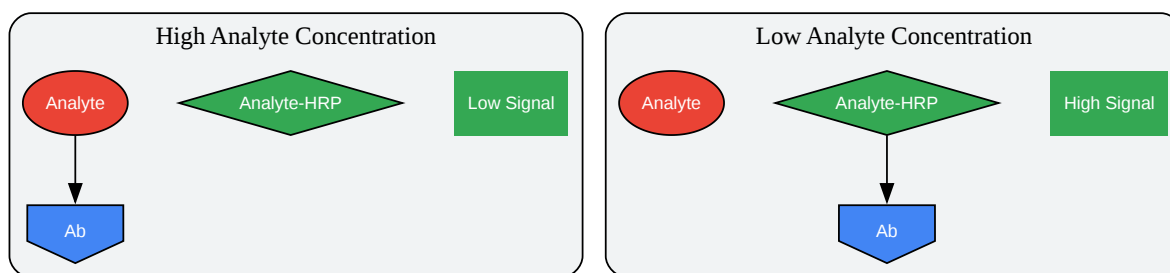 High Analyte Concentration
Analyte
Analyte-HRP
Low Signal
Ab
Low Analyte Concentration
Analyte
Analyte-HRP
High Signal
Ab